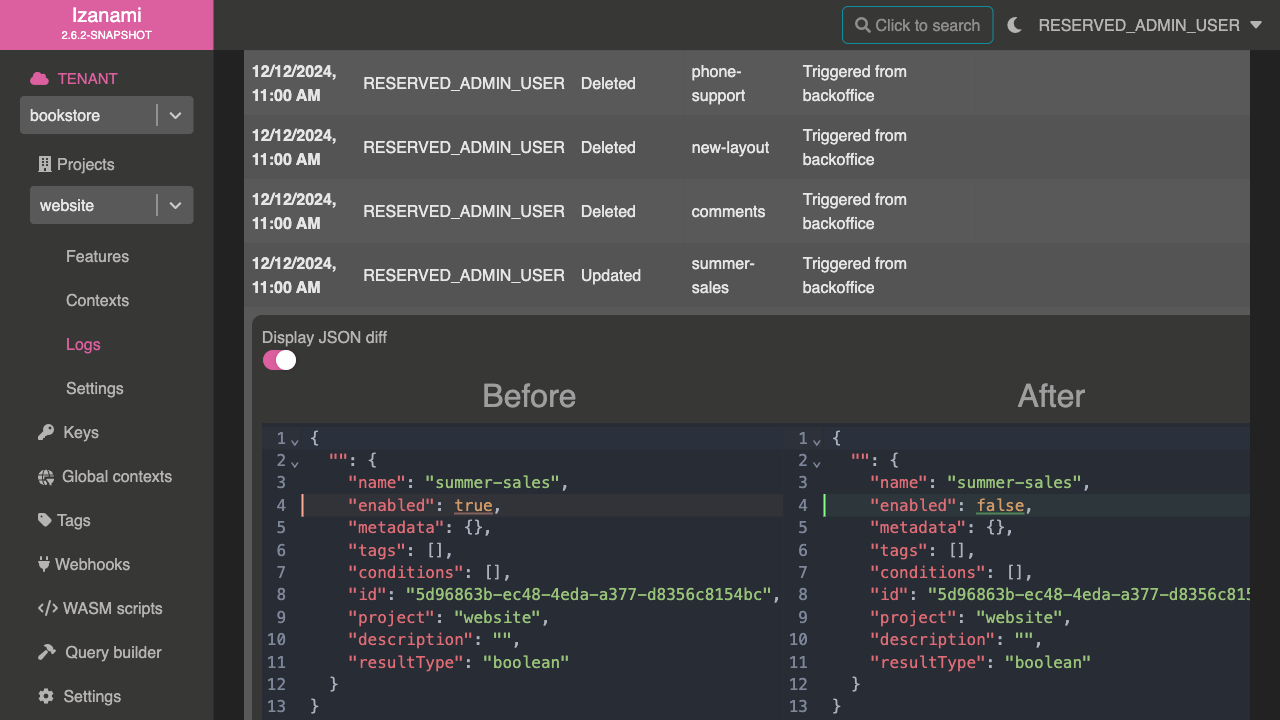 Izanami
2.6.2-SNAPSHOT
Click to search
RESERVED_ADMIN_USER
TENANT
bookstore
Projects
website
Features
Contexts
Logs
Settings
Keys
Global contexts
Tags
Webhooks
</> WASM scripts
Query builder
Settings
12/12/2024,
11:00 AM
RESERVED_ADMIN_USER
Deleted
phone-
support
Triggered from
backoffice
12/12/2024,
11:00 AM
RESERVED_ADMIN_USER
Deleted
new-layout
Triggered from
backoffice
12/12/2024,
11:00 AM
RESERVED_ADMIN_USER
Deleted
comments
Triggered from
backoffice
12/12/2024,
11:00 AM
RESERVED_ADMIN_USER
Updated
summer-
sales
Triggered from
backoffice
Display JSON diff
Before
1 {
2 "": {
3 "name": "summer-sales",
4 "enabled": true,
5 "metadata": {},
6 "tags": [],
7 "conditions": [],
8 "id": "5d96863b-ec48-4eda-a377-d8356c8154bc",
9 "project": "website",
10 "description": "",
11 "resultType": "boolean"
12 }
13 }
After
1 {
2 "": {
3 "name": "summer-sales",
4 "enabled": false,
5 "metadata": {},
6 "tags": [],
7 "conditions": [],
8 "id": "5d96863b-ec48-4eda-a377-d8356c815
9 "project": "website",
10 "description": "",
11 "resultType": "boolean"
12 }
13 }